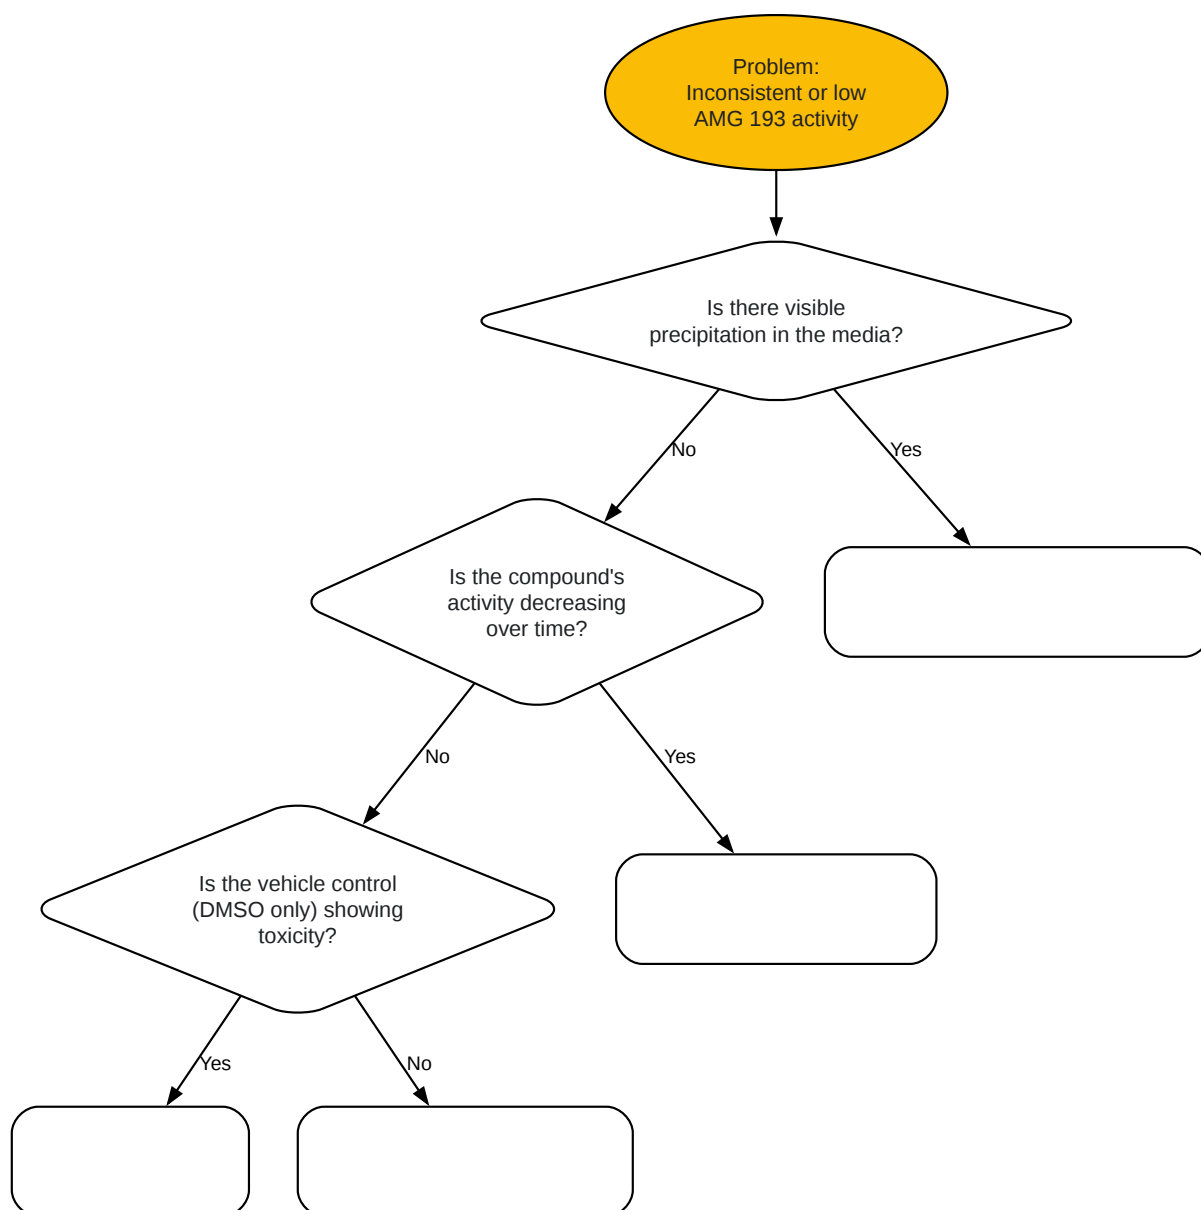 Problem:
Inconsistent or low
AMG 193 activity
Is there visible
precipitation in the media?
No
Yes
Is the compound's
activity decreasing
over time?
No
Yes
Is the vehicle control
(DMSO only) showing
toxicity?
Yes
No